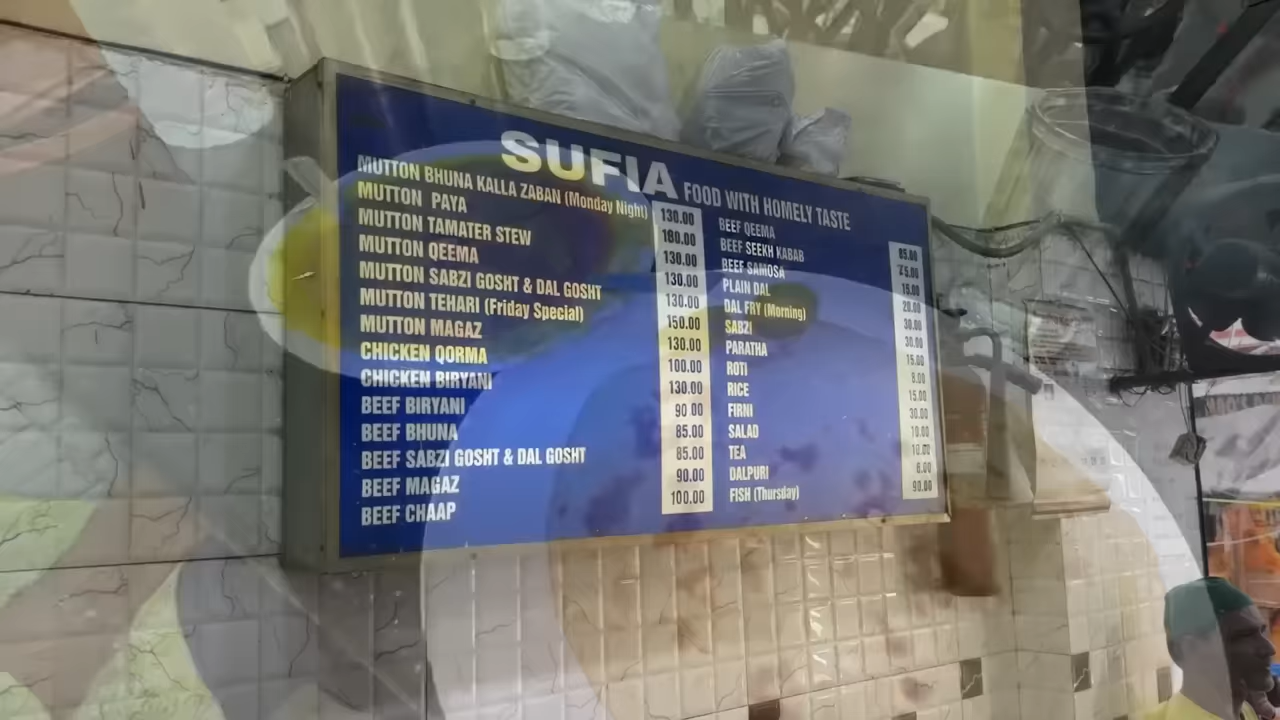 SUFIA FOOD WITH HOMELY TASTE
MUTTON BHUNA KALLA ZABAN (Monday Night) 130.00
MUTTON PAYA 180.00
MUTTON TAMATER STEW 130.00
MUTTON QEEMA 130.00
MUTTON SABZI GOSHT & DAL GOSHT 130.00
MUTTON TEHARI (Friday Special) 150.00
MUTTON MAGAZ 130.00
CHICKEN QORMA 100.00
CHICKEN BIRYANI 130.00
BEEF BIRYANI 90.00
BEEF BHUNA 85.00
BEEF SABZI GOSHT & DAL GOSHT 85.00
BEEF MAGAZ 90.00
BEEF CHAAP 100.00
BEEF QEEMA 85.00
BEEF SEEKH KABAB 25.00
BEEF SAMOSA 15.00
PLAIN DAL 20.00
DAL FRY (Morning) 30.00
SABZI 30.00
PARATHA 15.00
ROTI 8.00
RICE 15.00
FIRNI 30.00
SALAD 10.00
TEA 10.00
DALPURI 6.00
FISH (Thursday) 90.00